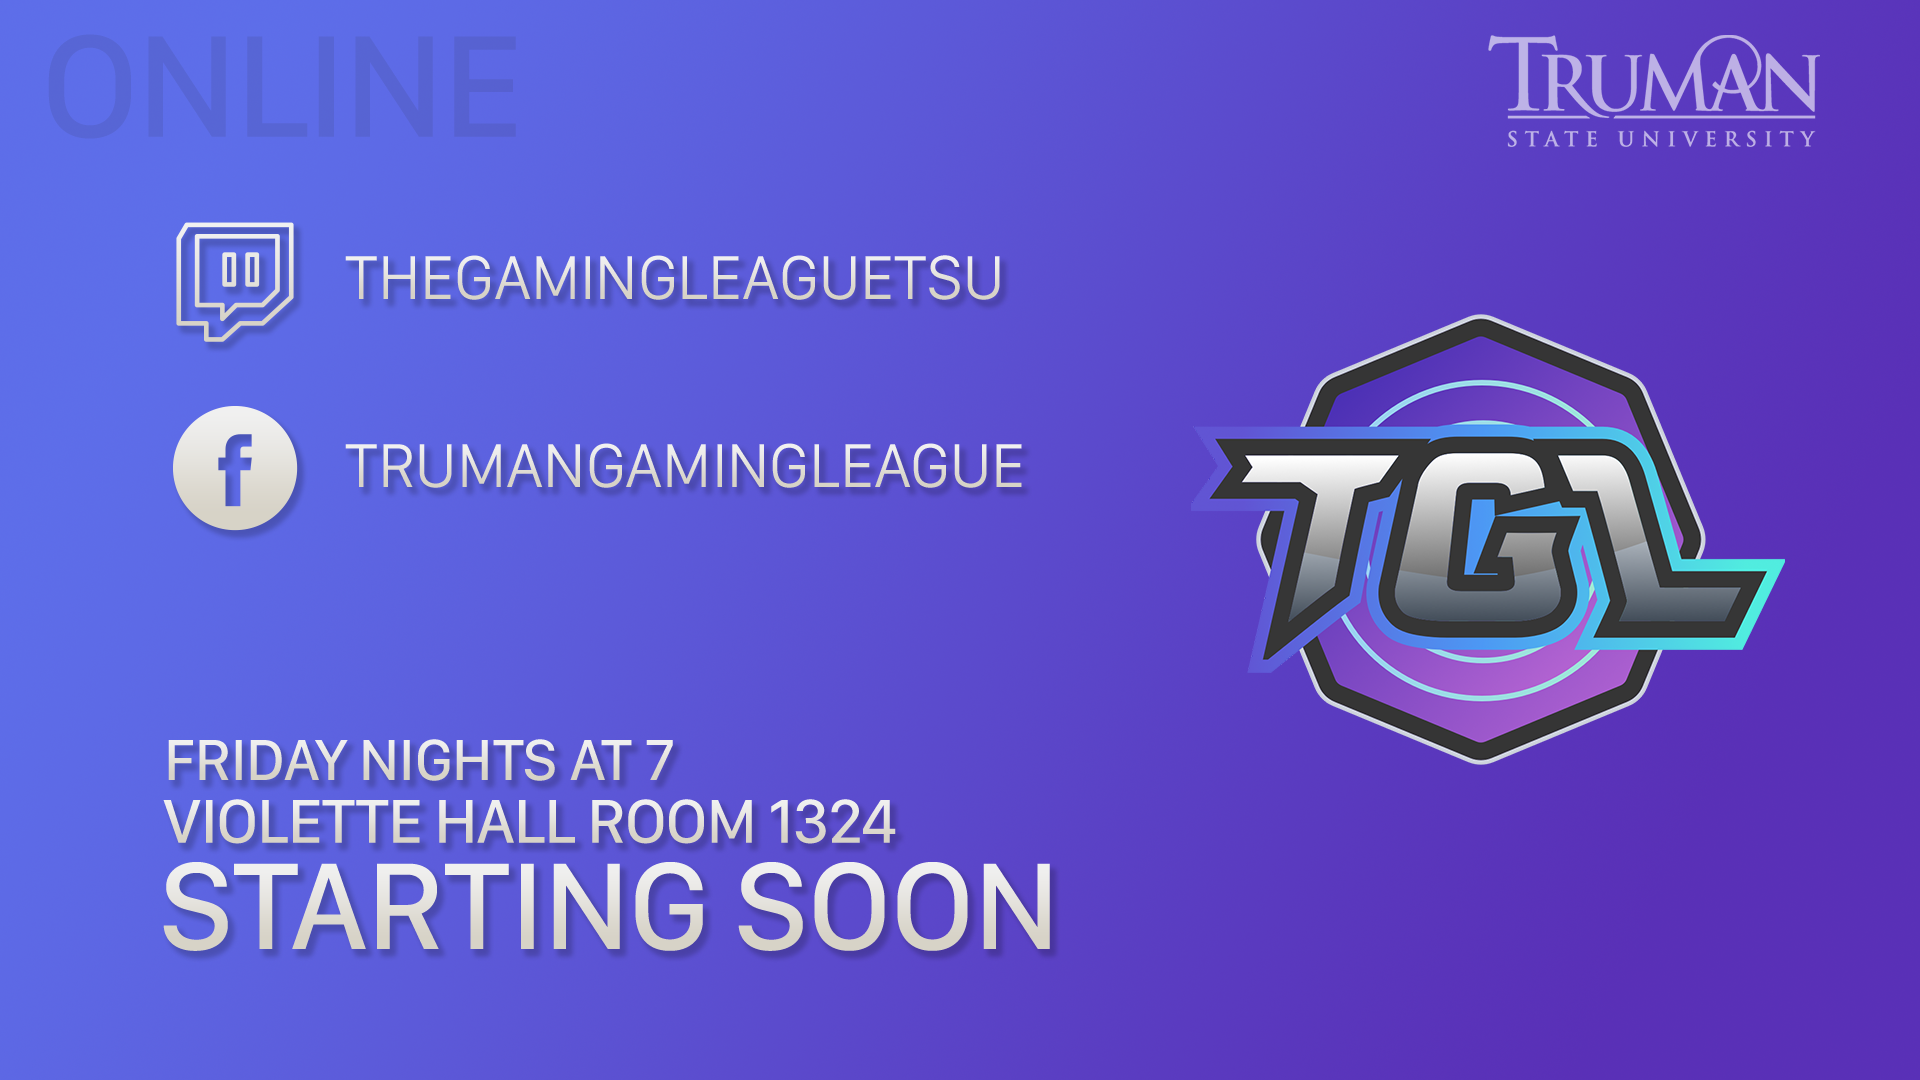 ONLINE
TRUMAN
STATE UNIVERSITY
THEGAMINGLEAGUETSU
f
TRUMANGAMINGLEAGUE
TGL
FRIDAY NIGHTS AT 7
VIOLETTE HALL ROOM 1324
STARTING SOON